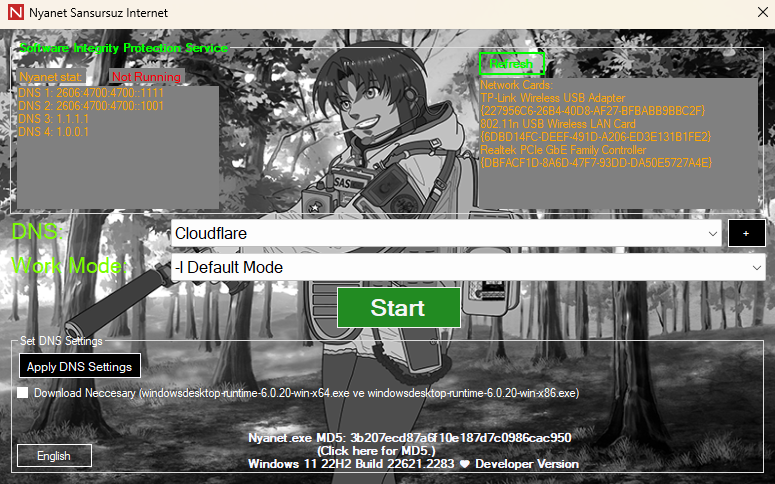 N Nyanet Sansursuz Internet
Software Integrity Protection Service
Nyanet stat: Not Running
DNS 1: 2606:4700:4700::1111
DNS 2: 2606:4700:4700::1001
DNS 3: 1.1.1.1
DNS 4: 1.0.0.1
Refresh
Network Cards:
TP-Link Wireless USB Adapter
{227956C6-26B4-40D8-AF27-BFBABB9BBC2F}
802.11n USB Wireless LAN Card
{6DBD14FC-DEEF-491D-A206-ED3E131B1FE2}
Realtek PCIe GbE Family Controller
{DBFACF1D-8A6D-47F7-93DD-DA50E5727A4E}
SAS
DNS: Cloudflare +
Work Mode: -l Default Mode
Start
Set DNS Settings
Apply DNS Settings
Download Neccesary (windowsdesktop-runtime-6.0.20-win-x64.exe ve windowsdesktop-runtime-6.0.20-win-x86.exe)
English
Nyanet.exe MD5: 3b207ecd87a6f10e187d7c0986cac950
(Click here for MD5.)
Windows 11 22H2 Build 22621.2283 ❤ Developer Version